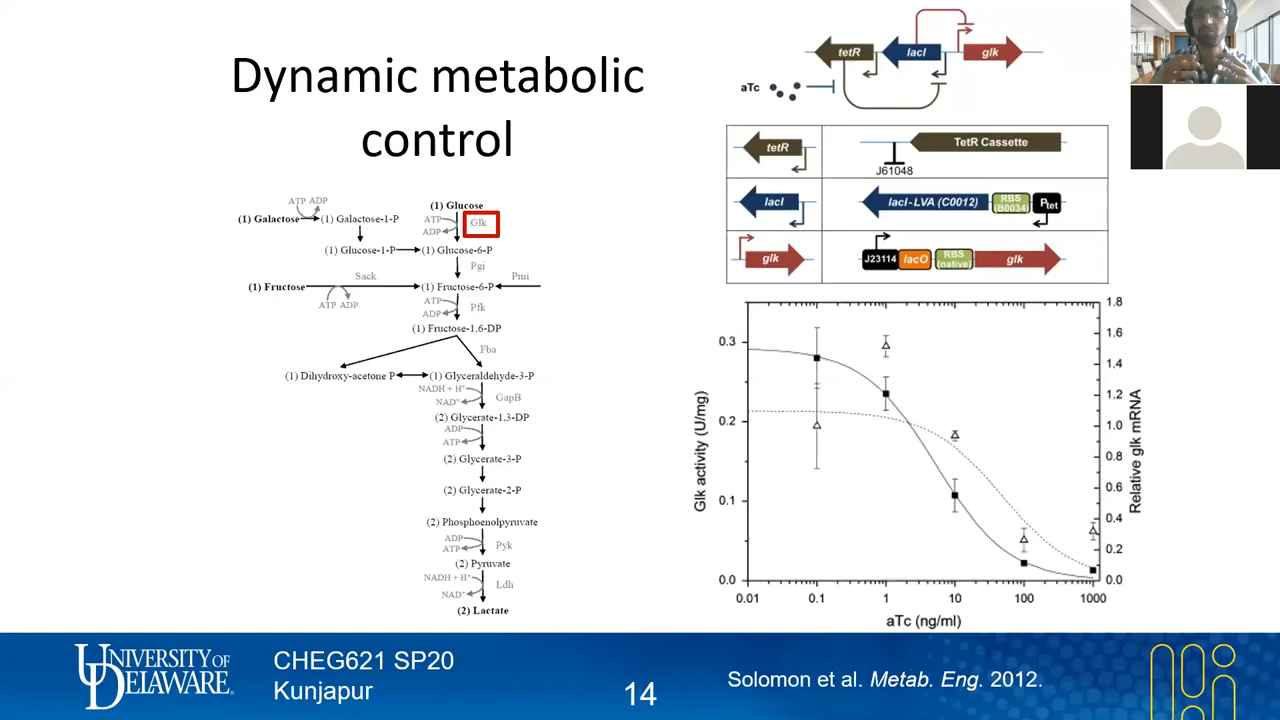 Dynamic metabolic
control
ATP ADP
(1) Galactose
(1) Galactose-1-P
(1) Glucose
ATP
ADP
Glk
(1) Glucose-1-P
(1) Glucose-6-P
Pgi
Sack
Pmi
(1) Fructose
(1) Fructose-6-P
ATP ADP
ATP
ADP
Pfk
(1) Fructose-1,6-DP
Fba
(1) Dihydroxy-acetone P
(1) Glyceraldehyde-3-P
NADH + H+
NAD+
GapB
(2) Glycerate-1,3-DP
ADP
ATP
(2) Glycerate-3-P
(2) Glycerate-2-P
(2) Phosphoenolpyruvate
ADP
ATP
Pyk
(2) Pyruvate
NADH + H+
NAD+
Ldh
(2) Lactate
tetR lacI glk
aTc
tetR
TetR Cassette
J61048
lacI
lacI-LVA (C0012)
RBS
(B0034)
Ptet
glk
J23114
lacO
RBS
(native)
glk
Glk activity (U/mg)
0.3
0.2
0.1
0.0
1.8
1.6
1.4
1.2
1.0
0.8
0.6
0.4
0.2
0.0
Relative glk mRNA
0.01 0.1 1 10 100 1000
aTc (ng/ml)
UNIVERSITY OF
DELAWARE
CHEG621 SP20
Kunjapur
14
Solomon et al. Metab. Eng. 2012.